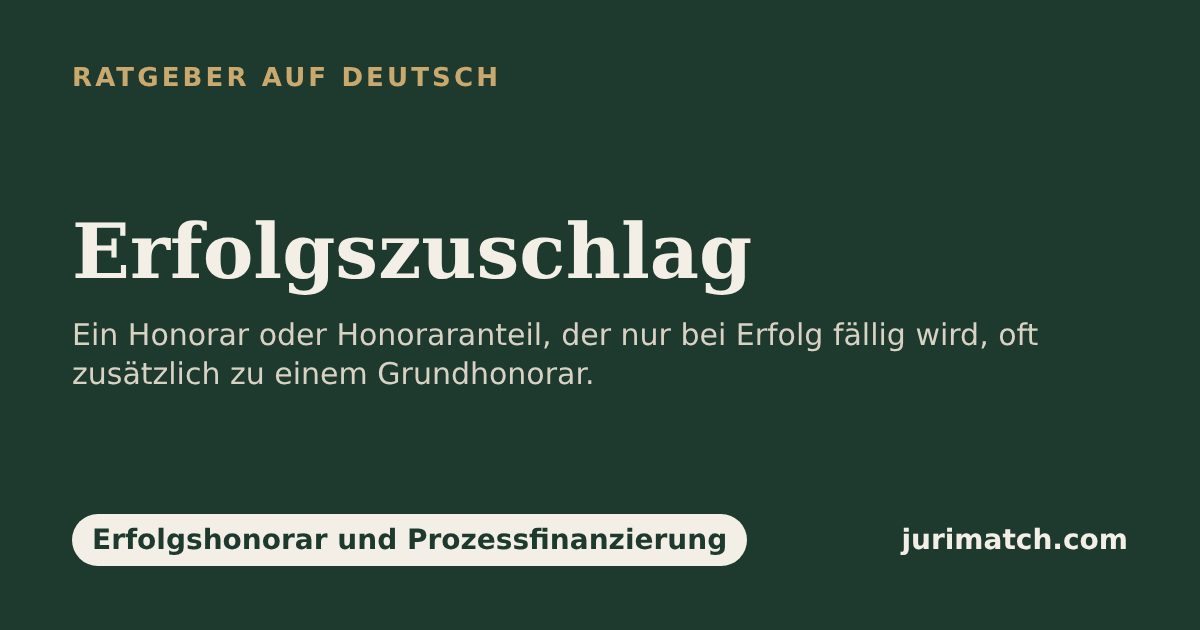 RATGEBER AUF DEUTSCH
Erfolgszuschlag
Ein Honorar oder Honoraranteil, der nur bei Erfolg fällig wird, oft
zusätzlich zu einem Grundhonorar.
Erfolgshonorar und Prozessfinanzierung
jurimatch.com